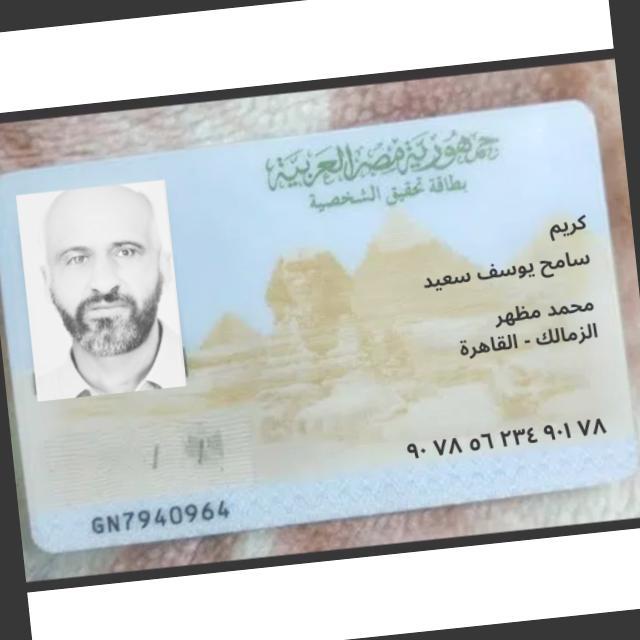 جمهورية مصر العربية
بطاقة تحقيق الشخصية
كريم
سامح يوسف سعيد
محمد مظهر
الزمالك - القاهرة
٩٠ ٧٨ ٥٦ ٢٣٤ ٩٠١ ٧٨
GN7940964